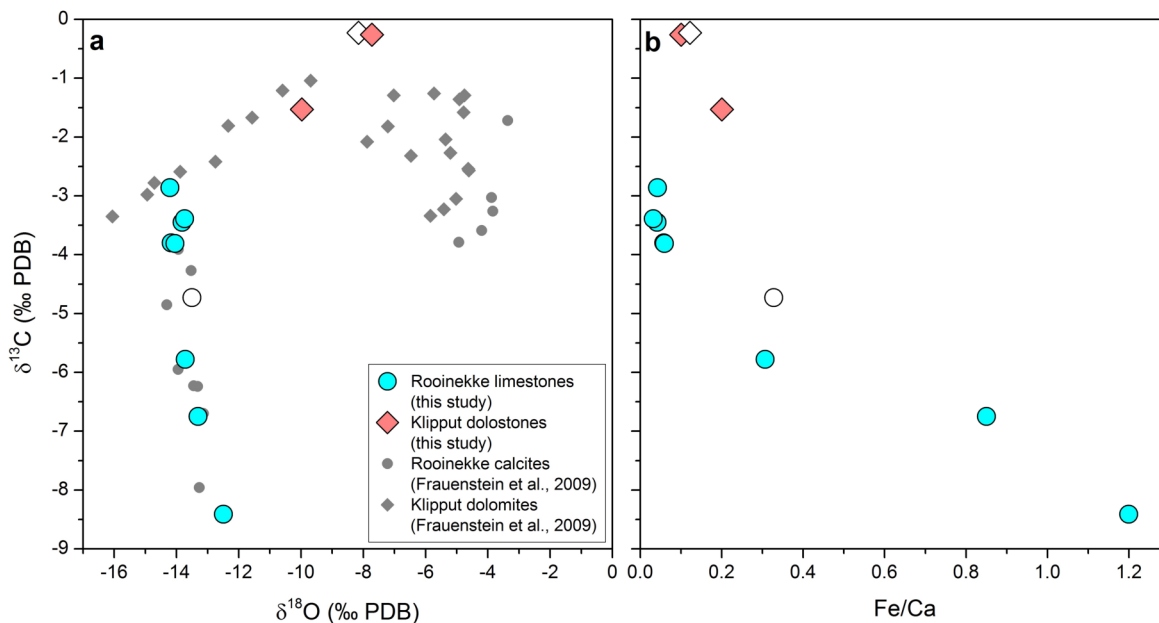 a
b
0
-1
-2
-3
-4
-5
-6
-7
-8
-9
δ13C (‰ PDB)
-16 -14 -12 -10 -8 -6 -4 -2 0
δ18O (‰ PDB)
0.0 0.2 0.4 0.6 0.8 1.0 1.2
Fe/Ca
Rooinekke limestones
(this study)
Klipput dolostones
(this study)
Rooinekke calcites
(Frauenstein et al., 2009)
Klipput dolomites
(Frauenstein et al., 2009)